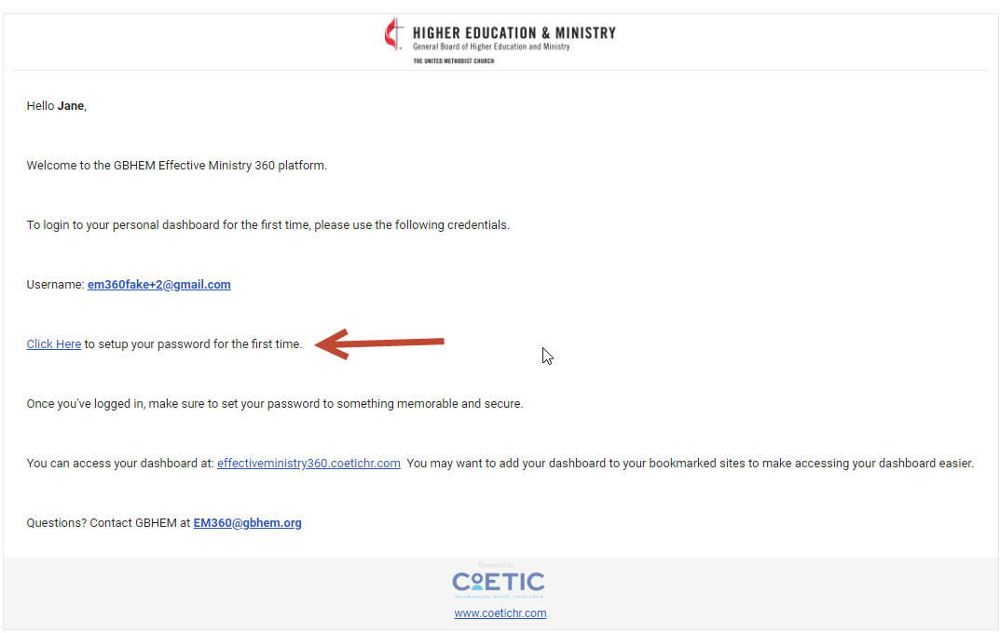 HIGHER EDUCATION & MINISTRY
General Board of Higher Education and Ministry
THE UNITED METHODIST CHURCH
Hello Jane,
Welcome to the GBHEM Effective Ministry 360 platform.
To login to your personal dashboard for the first time, please use the following credentials.
Username: em360fake+2@gmail.com
Click Here to setup your password for the first time.
Once you've logged in, make sure to set your password to something memorable and secure.
You can access your dashboard at: effectiveministry360.coetichr.com You may want to add your dashboard to your bookmarked sites to make accessing your dashboard easier.
Questions? Contact GBHEM at EM360@gbhem.org
Powered by...
COETIC
MEANINGFUL WORK, TOGETHER
www.coetichr.com